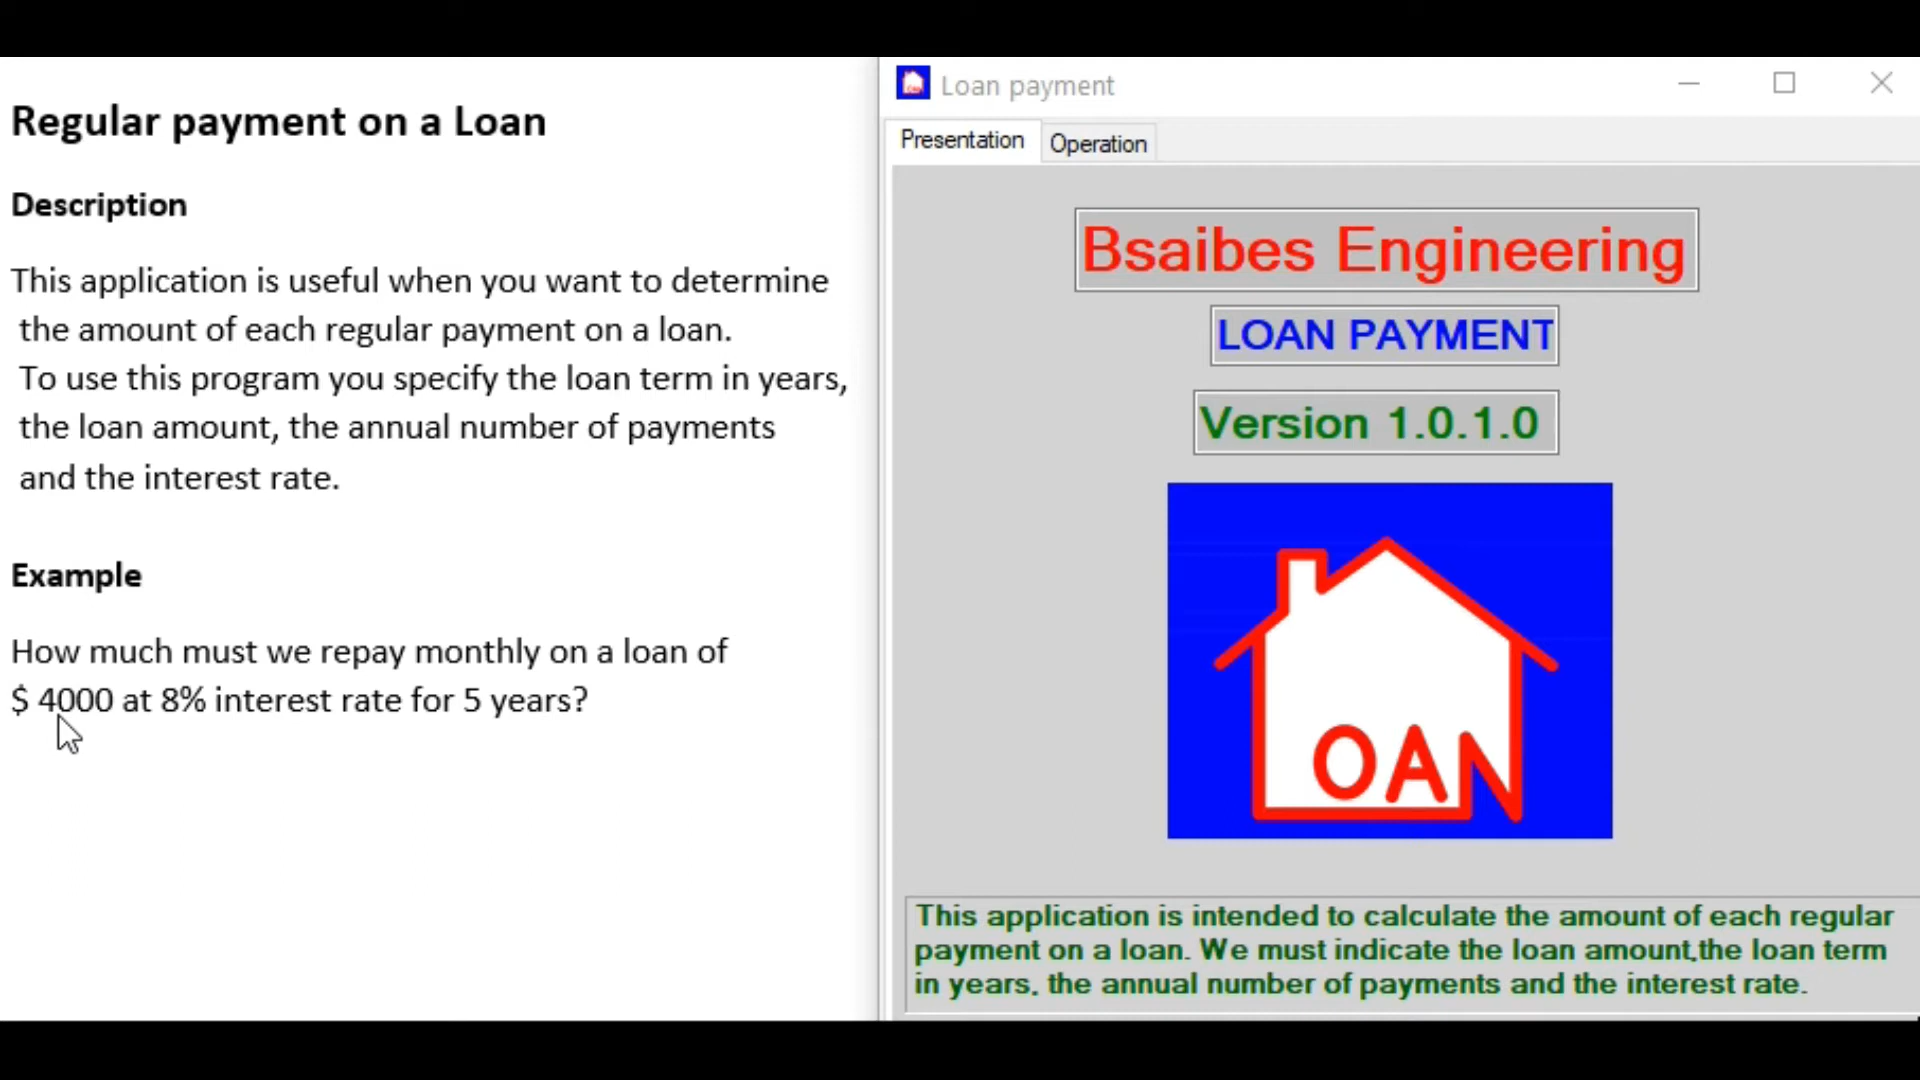 Regular payment on a Loan
Description
This application is useful when you want to determine
the amount of each regular payment on a loan.
To use this program you specify the loan term in years,
the loan amount, the annual number of payments
and the interest rate.
Example
How much must we repay monthly on a loan of
$ 4000 at 8% interest rate for 5 years?
Loan payment
Presentation
Operation
Bsaibes Engineering
LOAN PAYMENT
Version 1.0.1.0
OAN
This application is intended to calculate the amount of each regular
payment on a loan. We must indicate the loan amount,the loan term
in years, the annual number of payments and the interest rate.